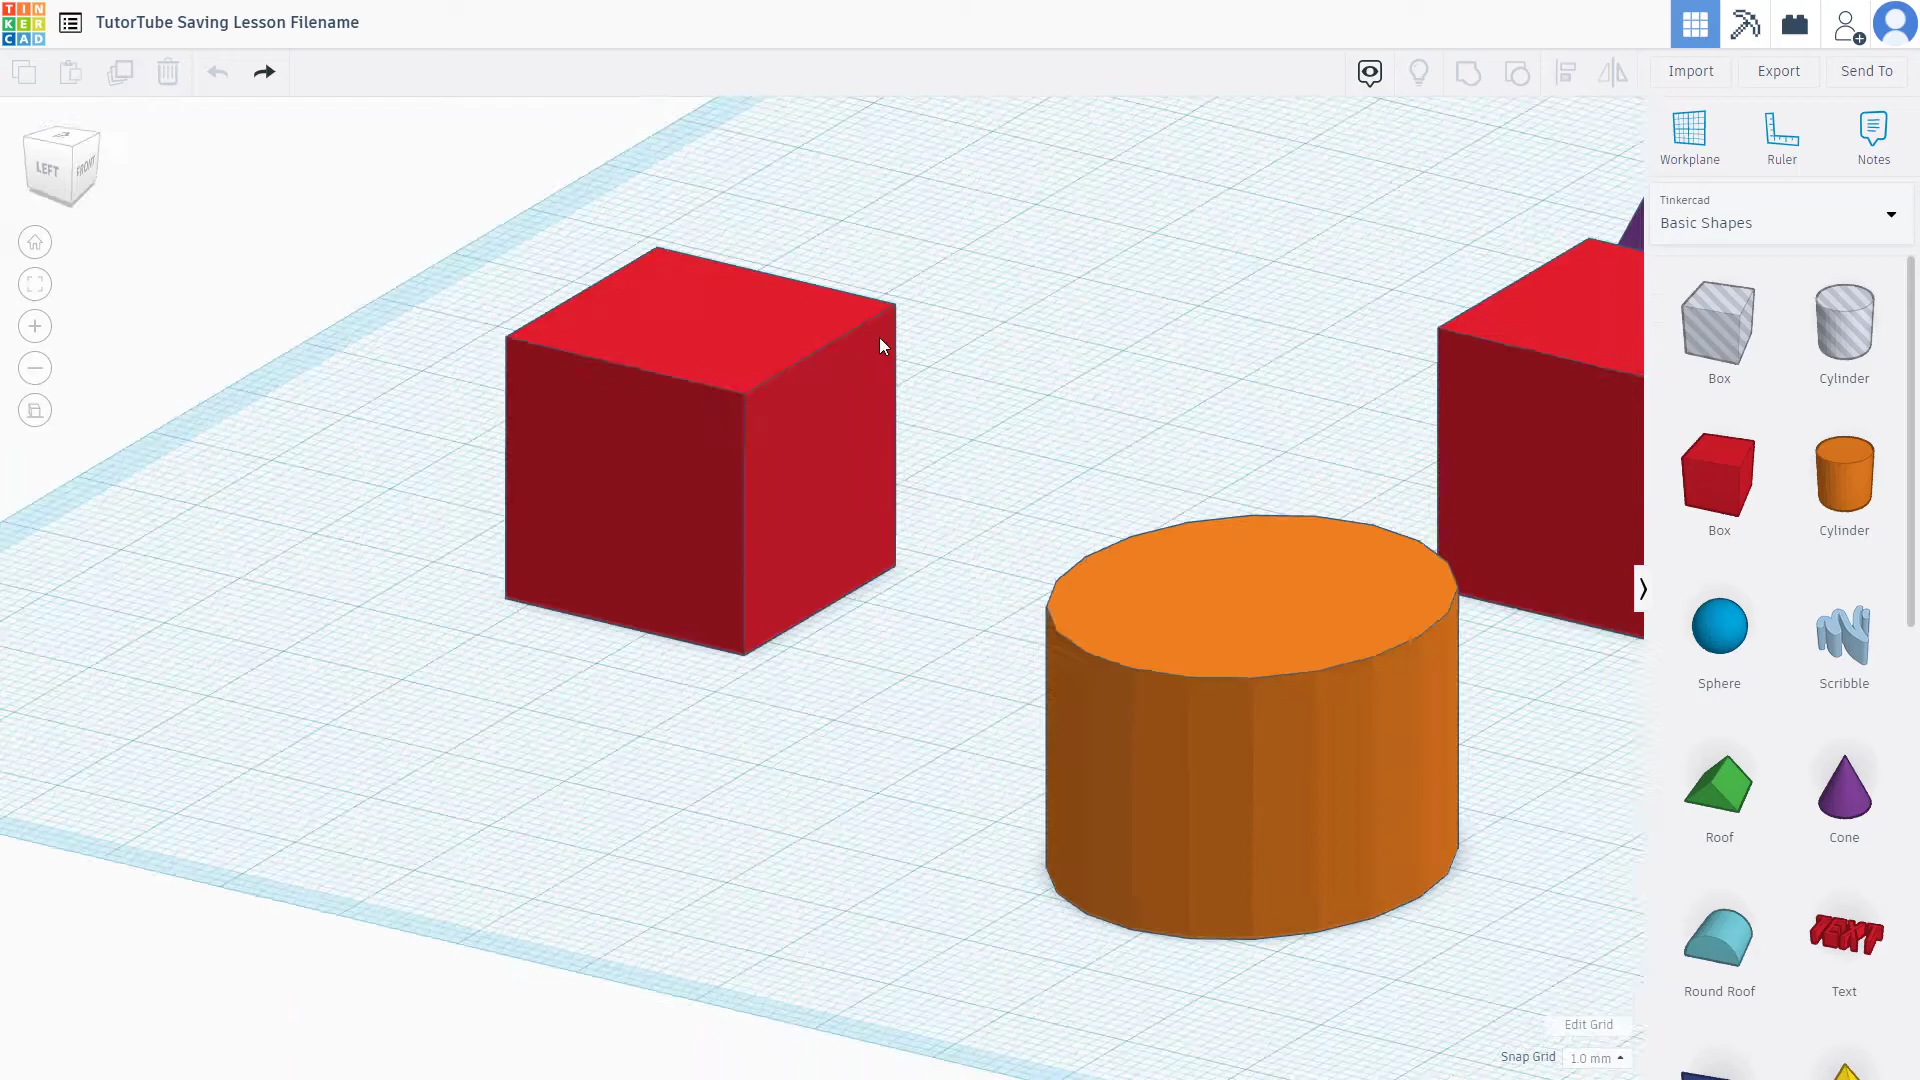 TIN
KER
CAD
TutorTube Saving Lesson Filename
Import
Export
Send To
LEFT
FRONT
Workplane
Ruler
Notes
Tinkercad
Basic Shapes
Box
Cylinder
Box
Cylinder
Sphere
Scribble
Roof
Cone
Round Roof
TEXT
Text
Edit Grid
Snap Grid
1.0 mm